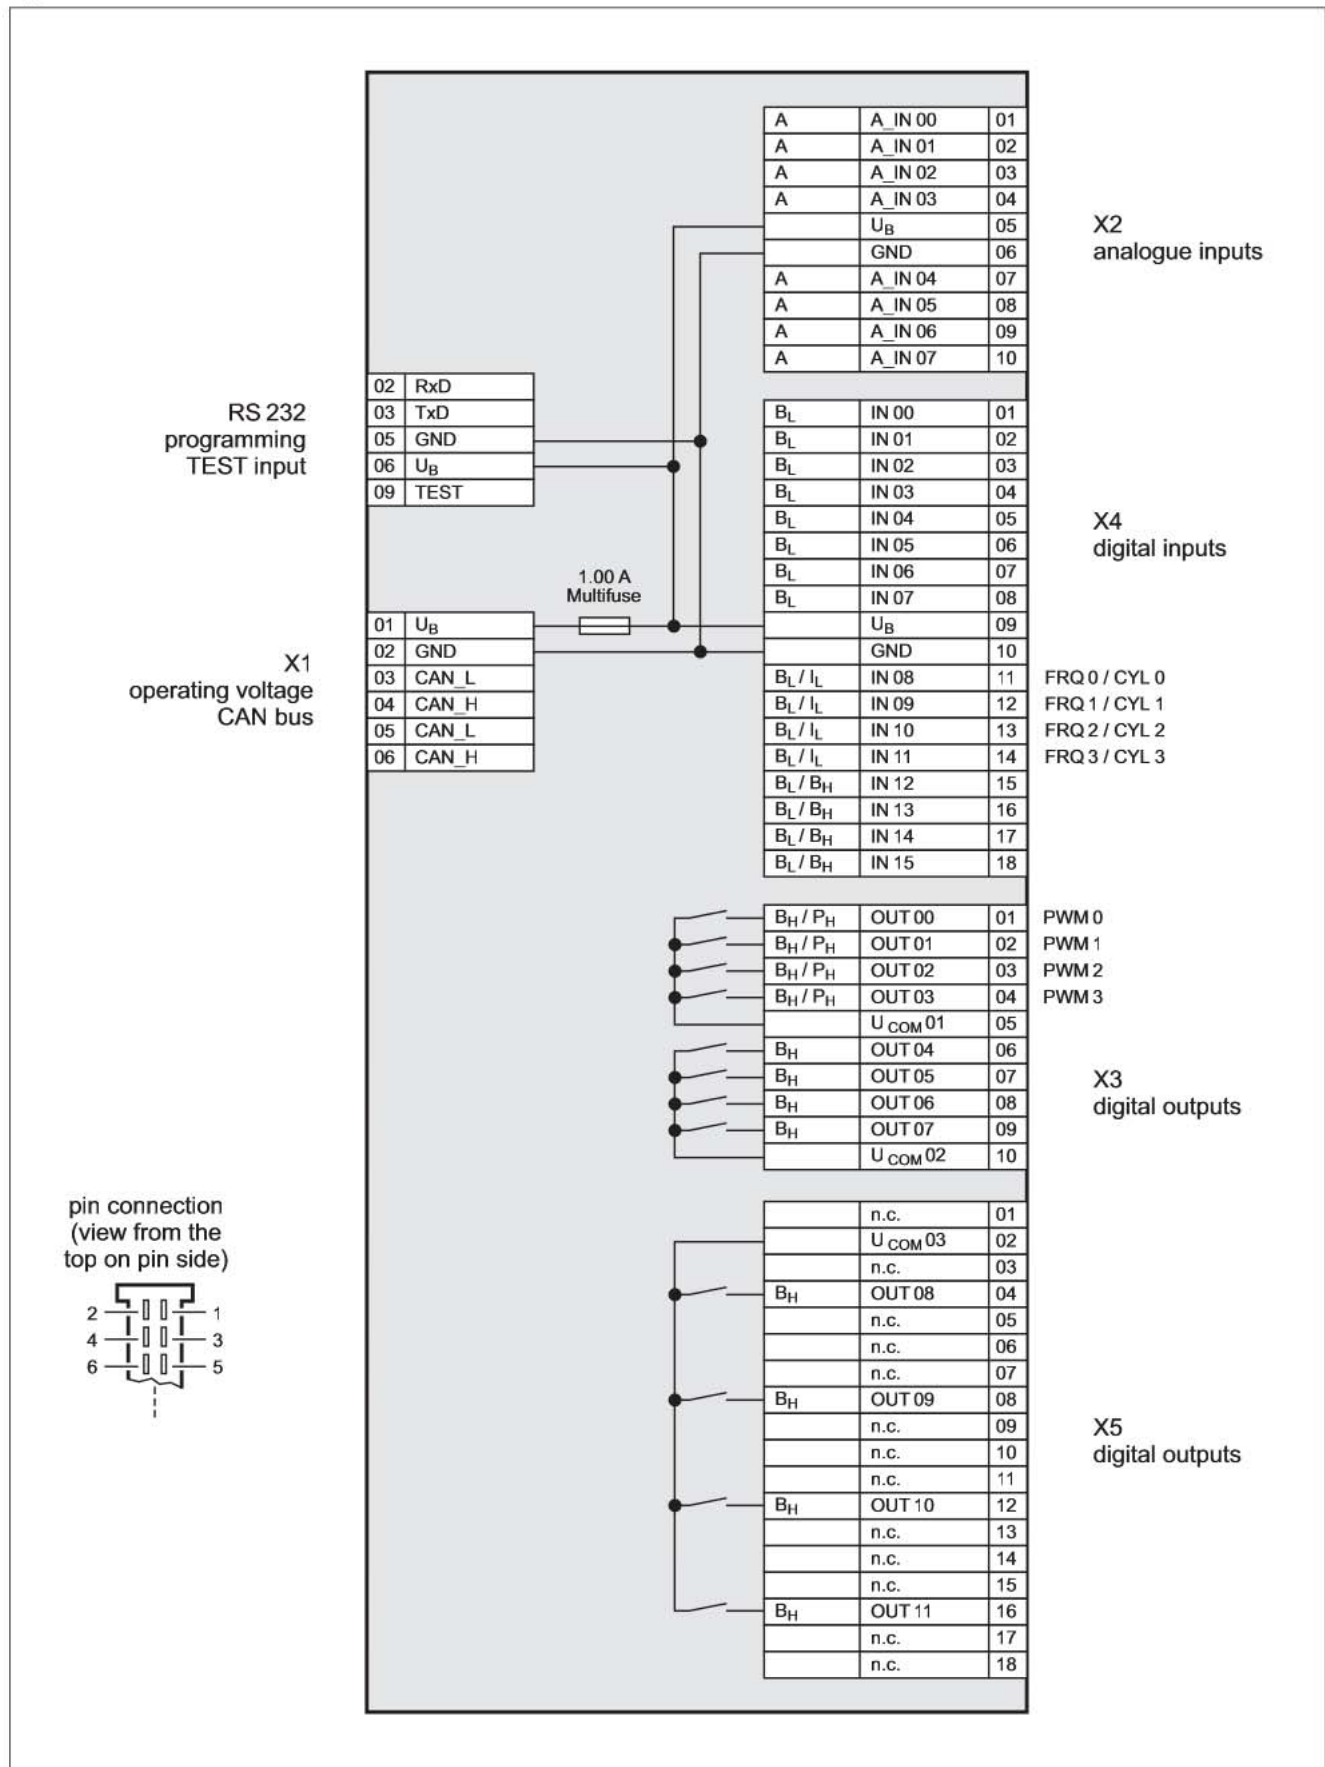 A A_IN 00 01
A A_IN 01 02
A A_IN 02 03
A A_IN 03 04
UB 05
GND 06
A A_IN 04 07
A A_IN 05 08
A A_IN 06 09
A A_IN 07 10
X2
analogue inputs
RS 232
programming
TEST input
02 RxD
03 TxD
05 GND
06 UB
09 TEST
BL IN 00 01
BL IN 01 02
BL IN 02 03
BL IN 03 04
BL IN 04 05
BL IN 05 06
BL IN 06 07
BL IN 07 08
UB 09
GND 10
BL / IL IN 08 11 FRQ 0 / CYL 0
BL / IL IN 09 12 FRQ 1 / CYL 1
BL / IL IN 10 13 FRQ 2 / CYL 2
BL / IL IN 11 14 FRQ 3 / CYL 3
BL / BH IN 12 15
BL / BH IN 13 16
BL / BH IN 14 17
BL / BH IN 15 18
X4
digital inputs
1.00 A
Multifuse
X1
operating voltage
CAN bus
01 UB
02 GND
03 CAN_L
04 CAN_H
05 CAN_L
06 CAN_H
BH / PH OUT 00 01 PWM 0
BH / PH OUT 01 02 PWM 1
BH / PH OUT 02 03 PWM 2
BH / PH OUT 03 04 PWM 3
U COM 01 05
BH OUT 04 06
BH OUT 05 07
BH OUT 06 08
BH OUT 07 09
U COM 02 10
X3
digital outputs
pin connection
(view from the
top on pin side)
2 1
4 3
6 5
n.c. 01
U COM 03 02
n.c. 03
BH OUT 08 04
n.c. 05
n.c. 06
n.c. 07
BH OUT 09 08
n.c. 09
n.c. 10
n.c. 11
BH OUT 10 12
n.c. 13
n.c. 14
n.c. 15
BH OUT 11 16
n.c. 17
n.c. 18
X5
digital outputs